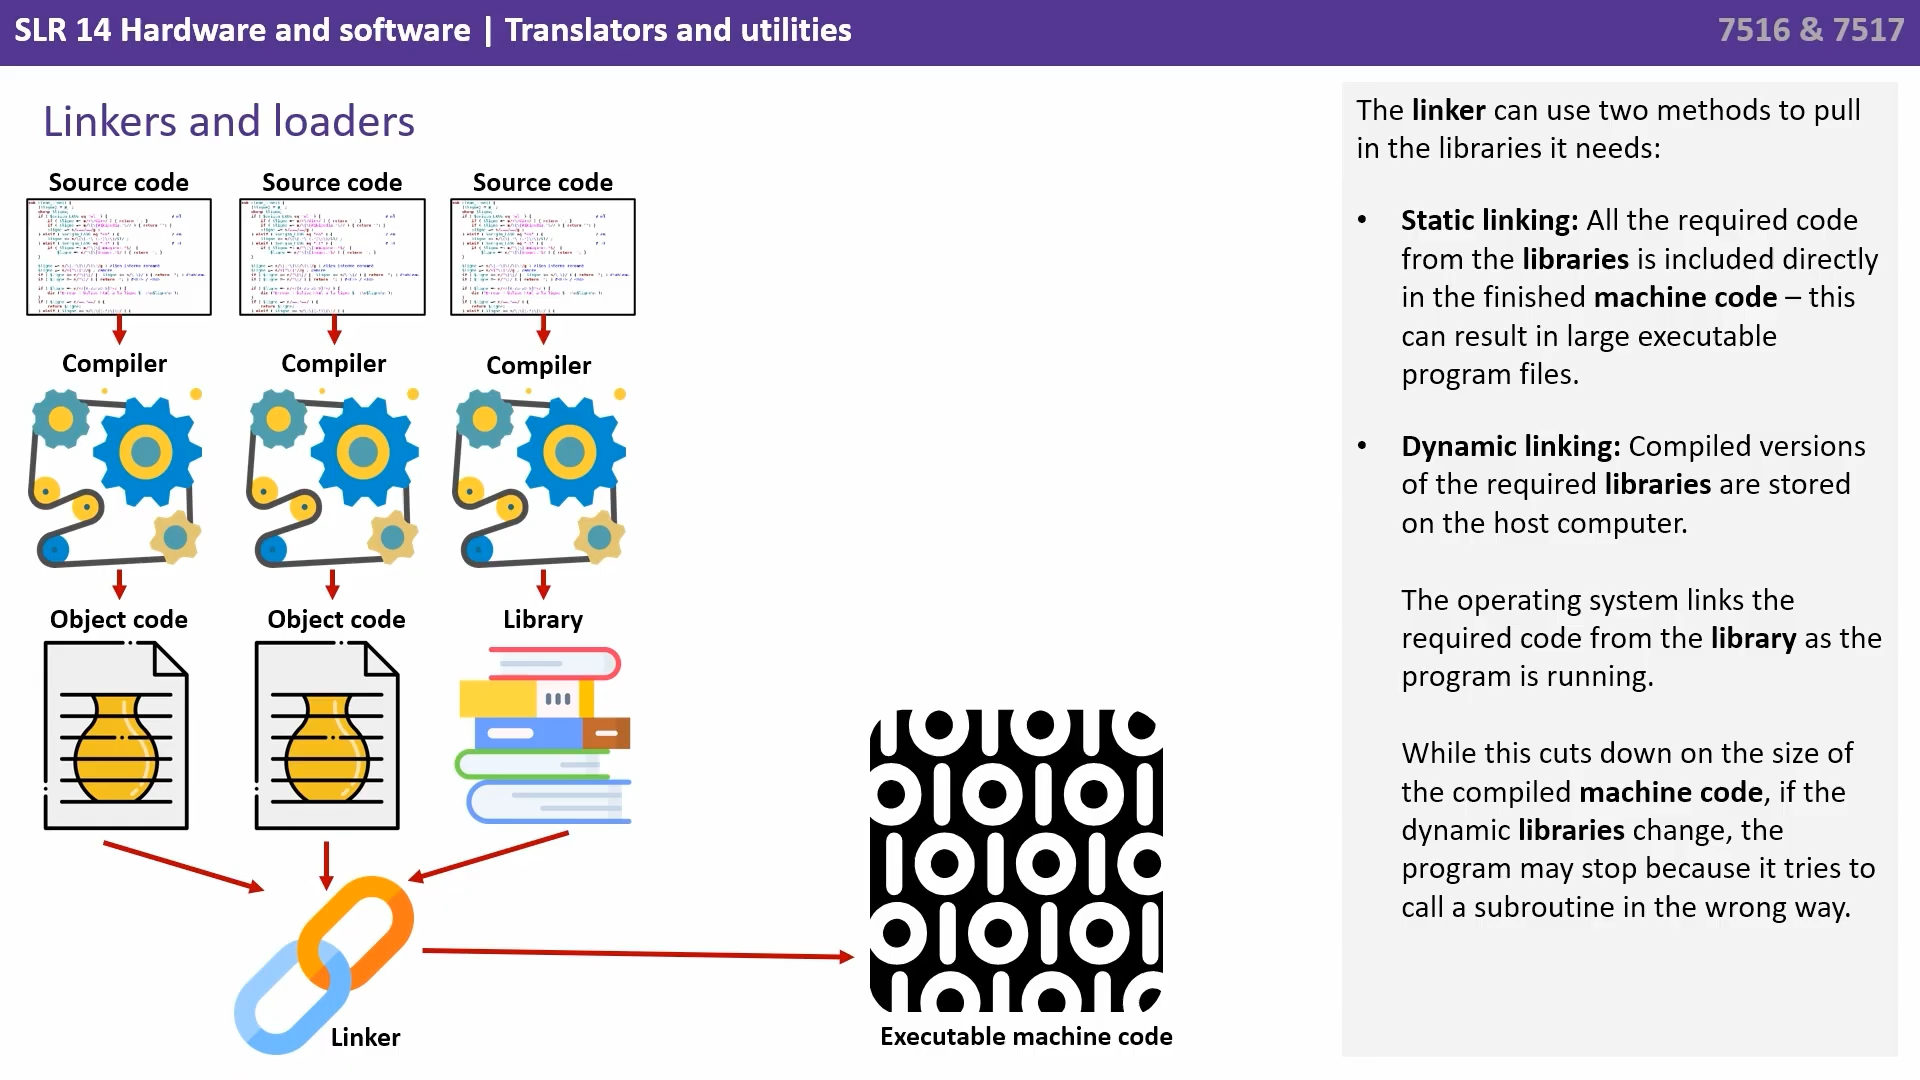 SLR 14 Hardware and software | Translators and utilities
7516 & 7517
Linkers and loaders
Source code
Source code
Source code
Compiler
Compiler
Compiler
Object code
Object code
Library
Linker
Executable machine code
The linker can use two methods to pull
in the libraries it needs:
• Static linking: All the required code
from the libraries is included directly
in the finished machine code – this
can result in large executable
program files.
• Dynamic linking: Compiled versions
of the required libraries are stored
on the host computer.
The operating system links the
required code from the library as the
program is running.
While this cuts down on the size of
the compiled machine code, if the
dynamic libraries change, the
program may stop because it tries to
call a subroutine in the wrong way.